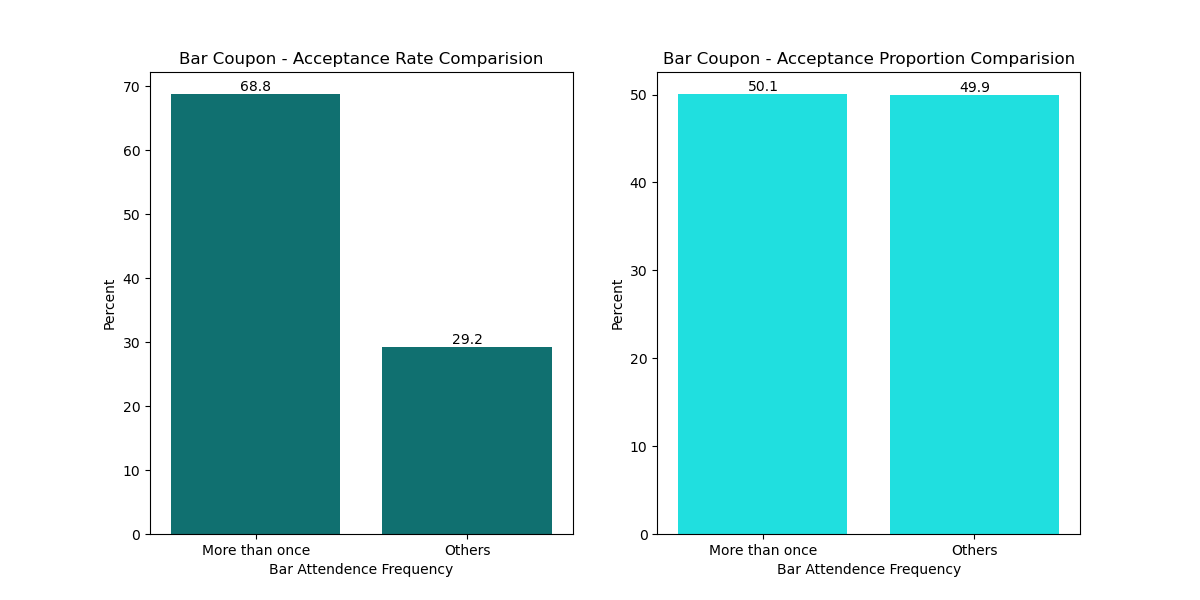 Bar Coupon - Acceptance Rate Comparision
Percent
70
60
50
40
30
20
10
0
68.8
29.2
More than once
Others
Bar Attendence Frequency
Bar Coupon - Acceptance Proportion Comparision
Percent
50
40
30
20
10
0
50.1
49.9
More than once
Others
Bar Attendence Frequency